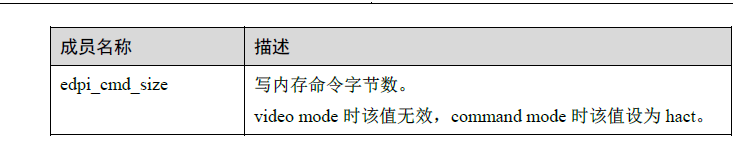 成员名称 描述
edpi_cmd_size 写内存命令字节数。
video mode 时该值无效，command mode 时该值设为 hact。